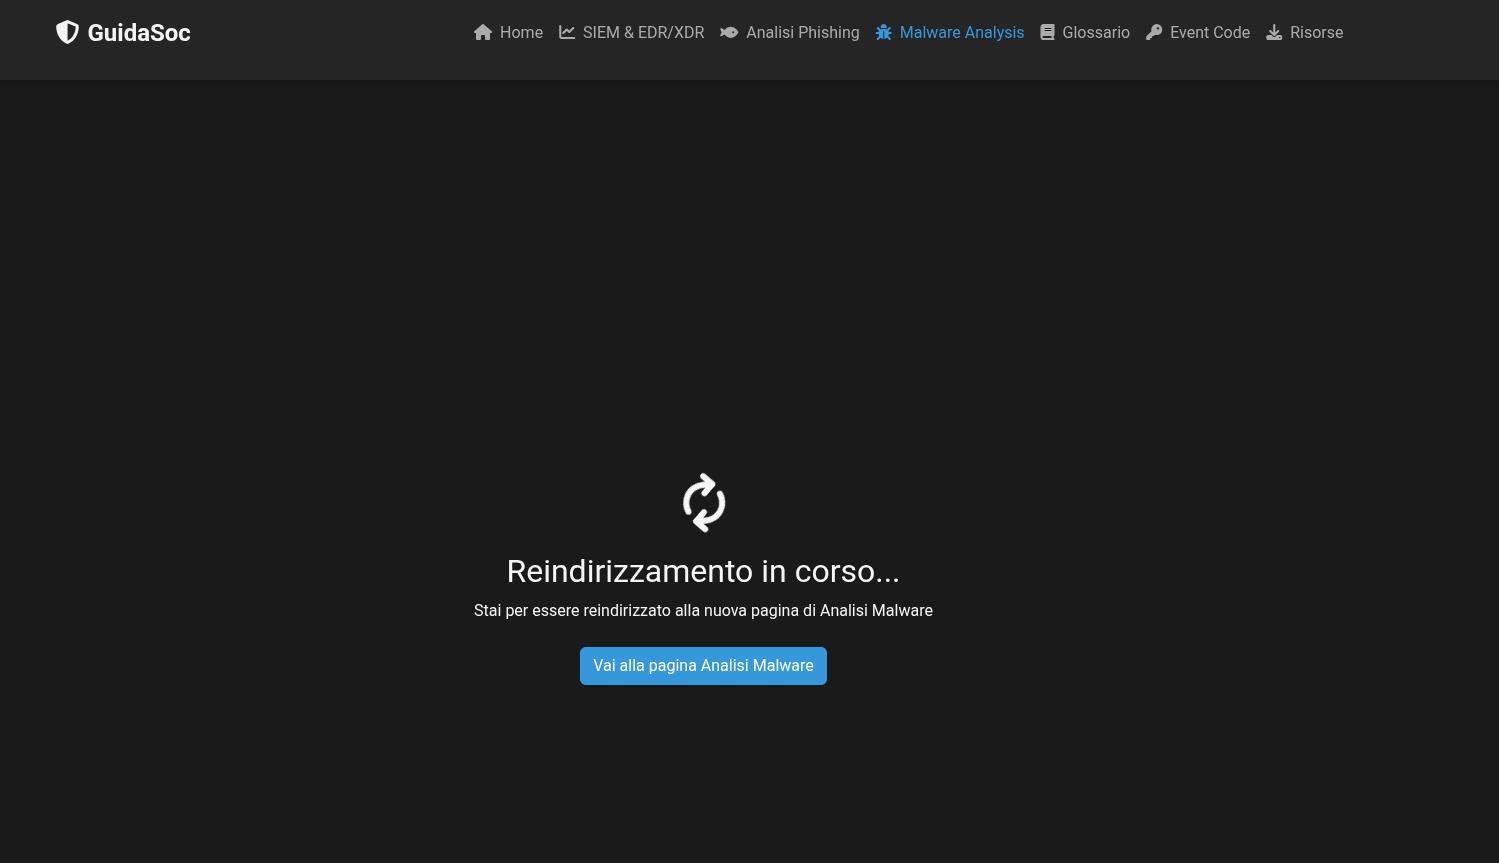 GuidaSoc
Home SIEM & EDR/XDR Analisi Phishing Malware Analysis Glossario Event Code Risorse
Reindirizzamento in corso...
Stai per essere reindirizzato alla nuova pagina di Analisi Malware
Vai alla pagina Analisi Malware